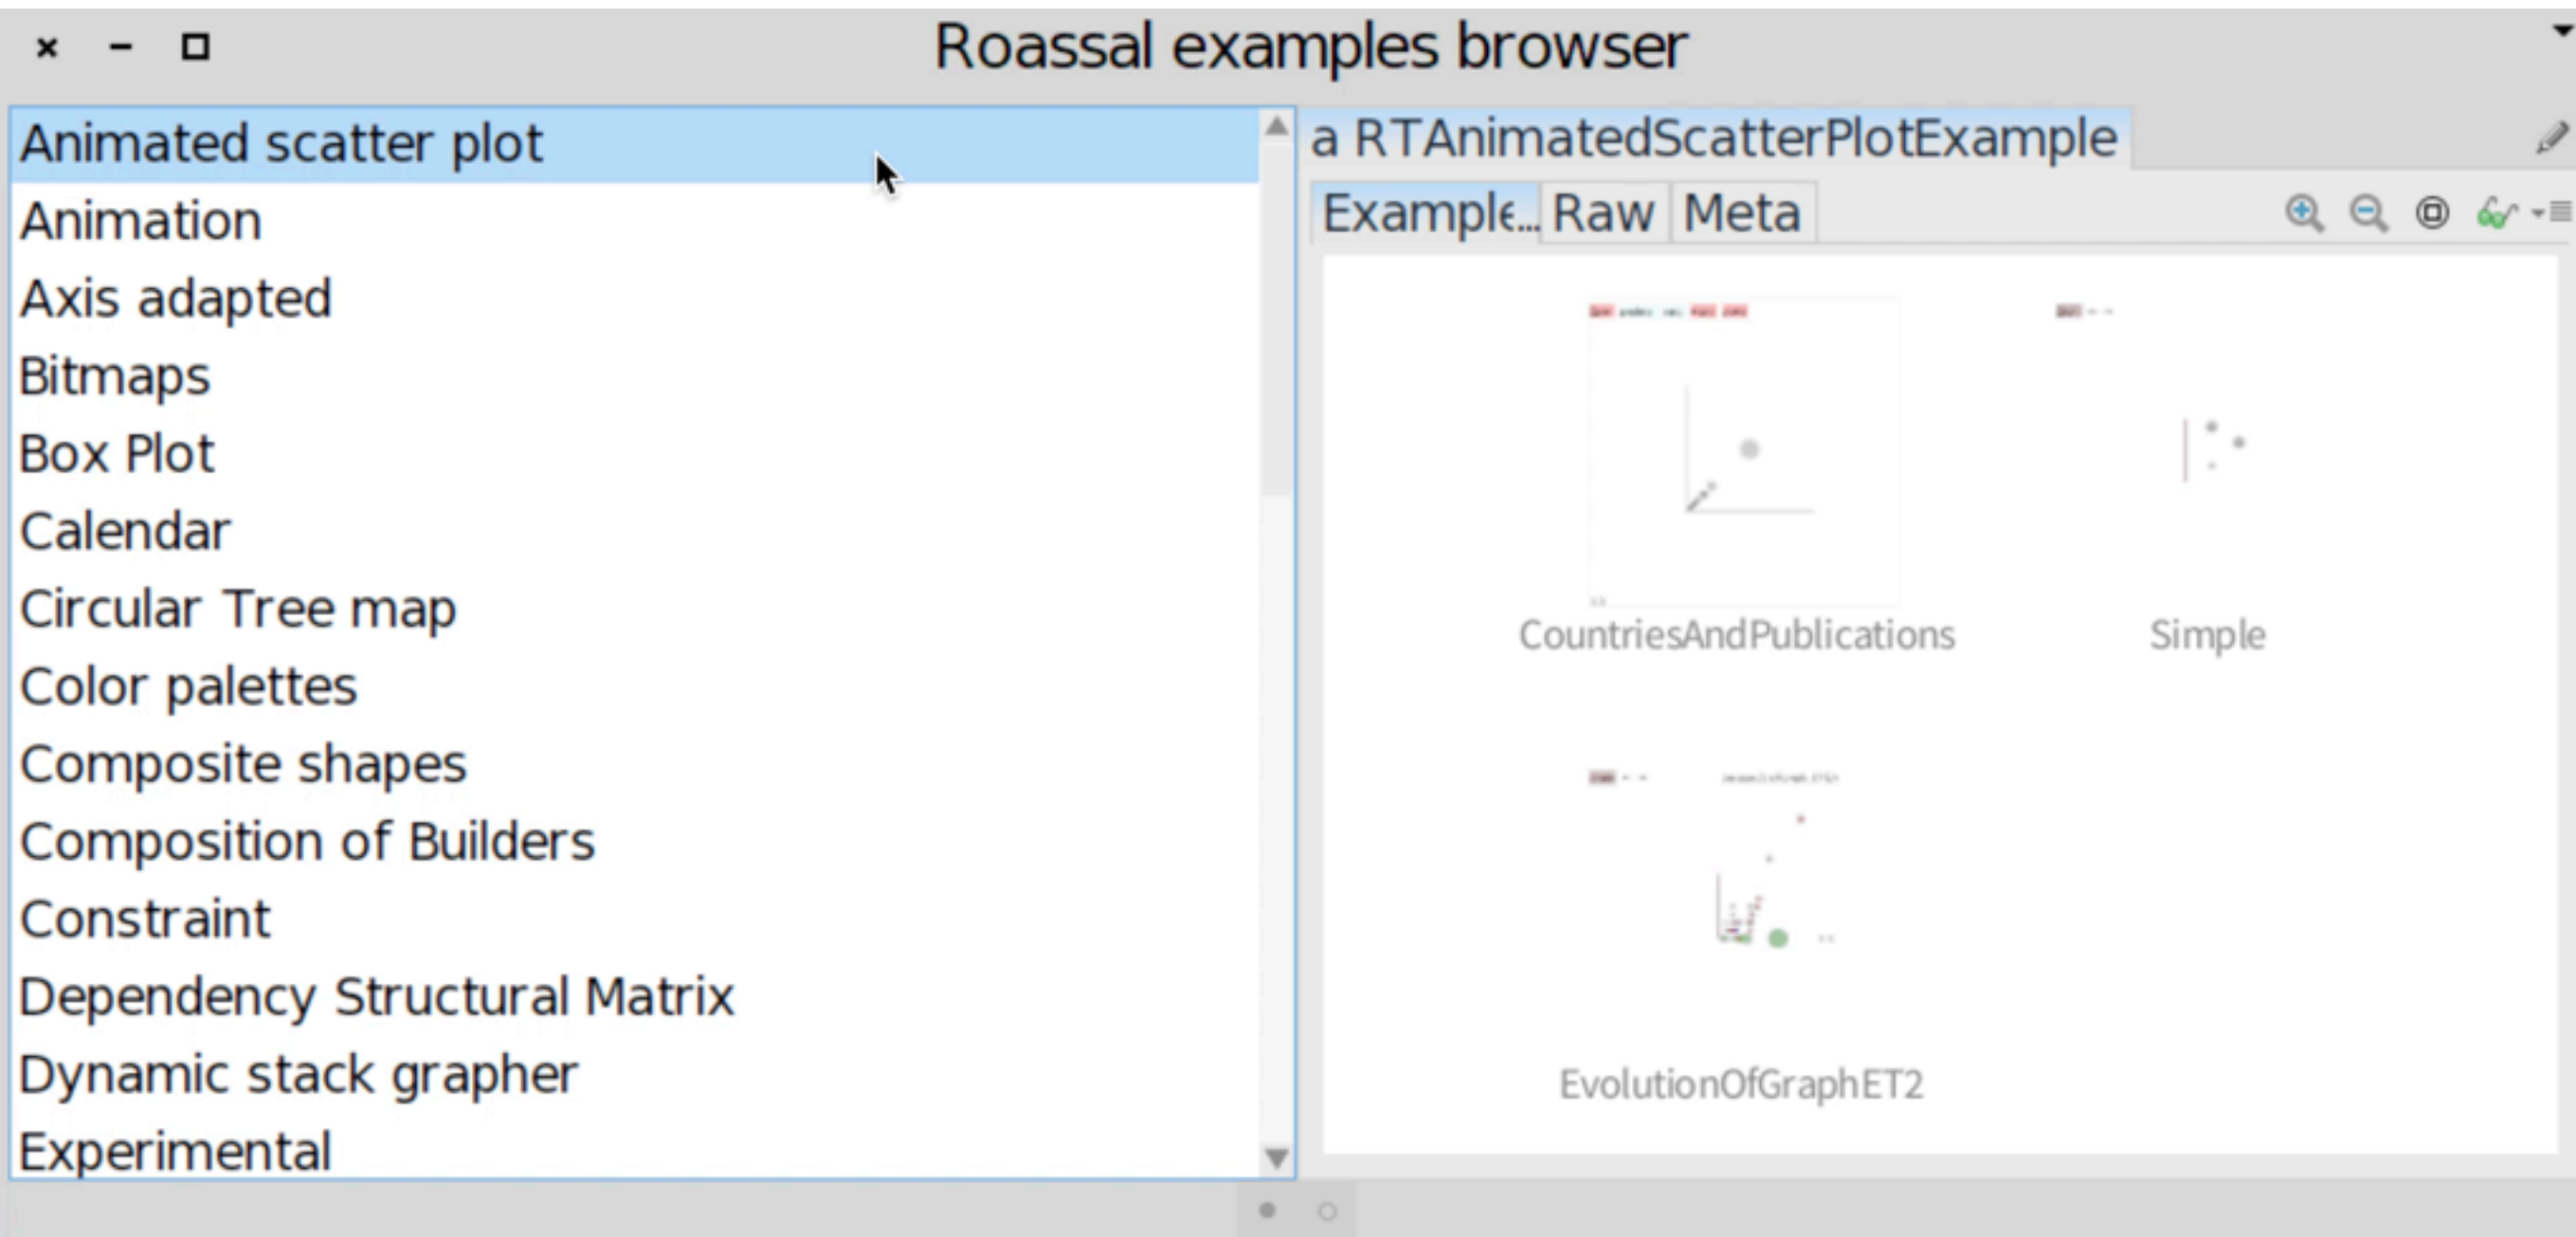 Roassal examples browser
Animated scatter plot
Animation
Axis adapted
Bitmaps
Box Plot
Calendar
Circular Tree map
Color palettes
Composite shapes
Composition of Builders
Constraint
Dependency Structural Matrix
Dynamic stack grapher
Experimental
a RTAnimatedScatterPlotExample
Example... Raw Meta
CountriesAndPublications Simple
EvolutionOfGraphET2